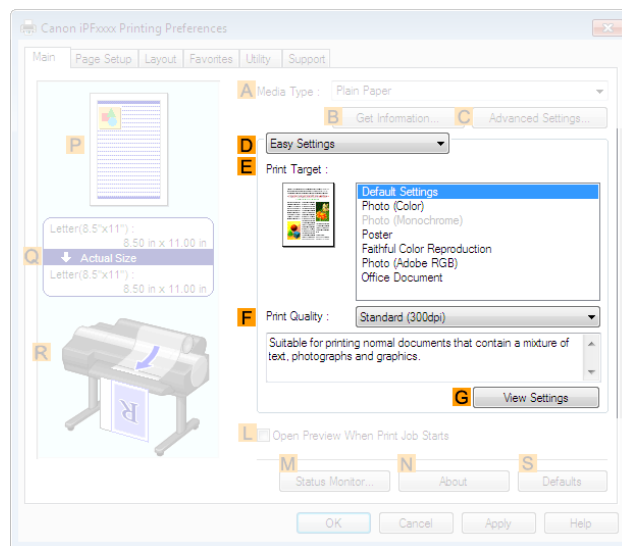 Canon iPFxxxx Printing Preferences
Main Page Setup Layout Favorites Utility Support
A Media Type : Plain Paper
B Get Information... C Advanced Settings...
P
D Easy Settings
E Print Target :
Default Settings
Photo (Color)
Photo (Monochrome)
Poster
Faithful Color Reproduction
Photo (Adobe RGB)
Office Document
Letter(8.5"x11") :
8.50 in x 11.00 in
Q Actual Size
Letter(8.5"x11") :
8.50 in x 11.00 in
F Print Quality : Standard (300dpi)
Suitable for printing normal documents that contain a mixture of
text, photographs and graphics.
R
R
G View Settings
L Open Preview When Print Job Starts
M Status Monitor... N About S Defaults
OK Cancel Apply Help